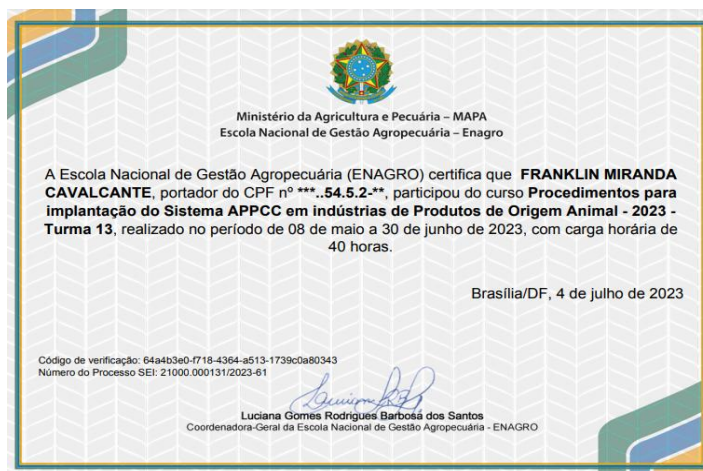 Ministério da Agricultura e Pecuária – MAPA
Escola Nacional de Gestão Agropecuária – Enagro
A Escola Nacional de Gestão Agropecuária (ENAGRO) certifica que FRANKLIN MIRANDA
CAVALCANTE, portador do CPF nº ***..54.5.2-**, participou do curso Procedimentos para
implantação do Sistema APPCC em indústrias de Produtos de Origem Animal - 2023 -
Turma 13, realizado no período de 08 de maio a 30 de junho de 2023, com carga horária de
40 horas.
Brasília/DF, 4 de julho de 2023
Código de verificação: 64a4b3e0-f718-4364-a513-1739c0a80343
Número do Processo SEI: 21000.000131/2023-61
Luciana Gomes Rodrigues Barbosa dos Santos
Coordenadora-Geral da Escola Nacional de Gestão Agropecuária - ENAGRO